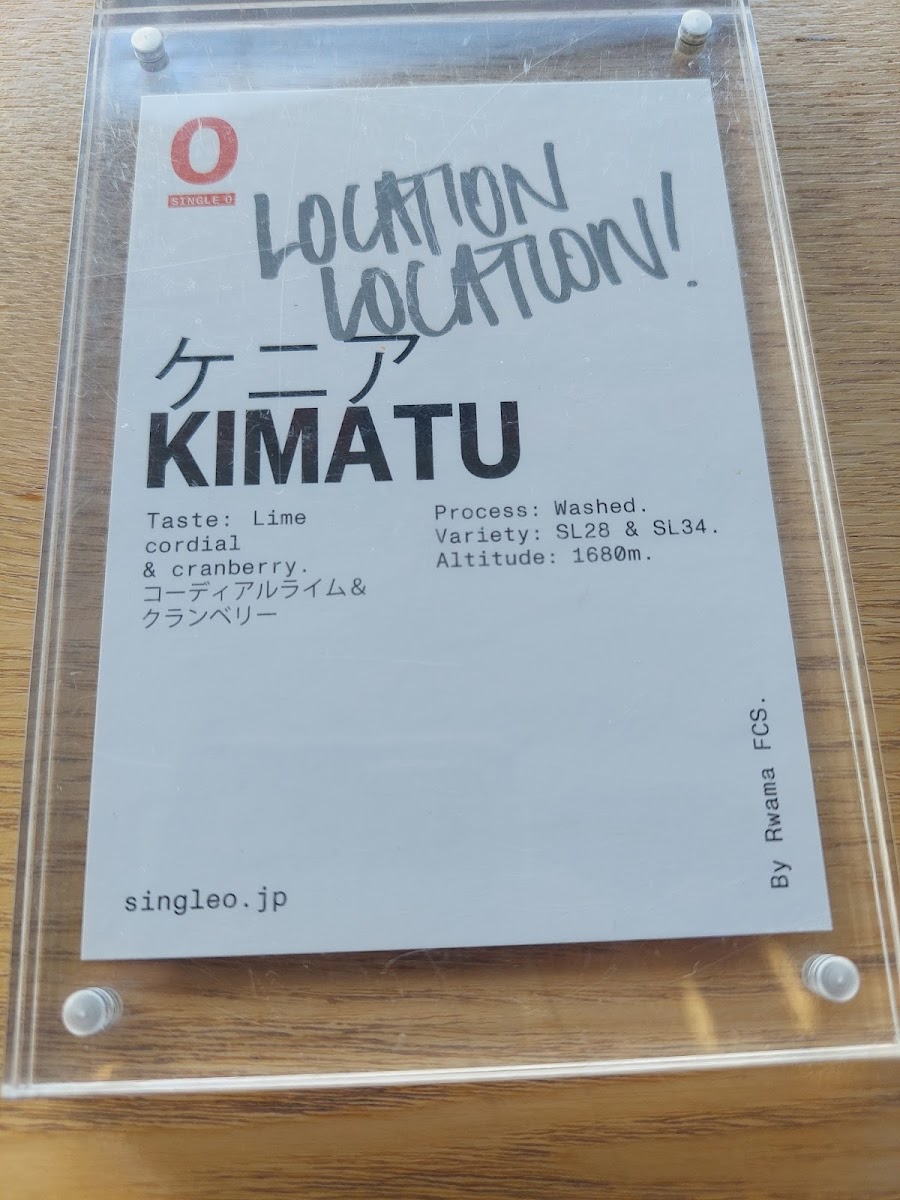 O
SINGLE O
LOCATION
LOCATION!
ケニア
KIMATU
Taste: Lime
cordial
& cranberry.
コーディアルライム&
クランベリー
Process: Washed.
Variety: SL28 & SL34.
Altitude: 1680m.
By Rwama FCS.
singleo.jp